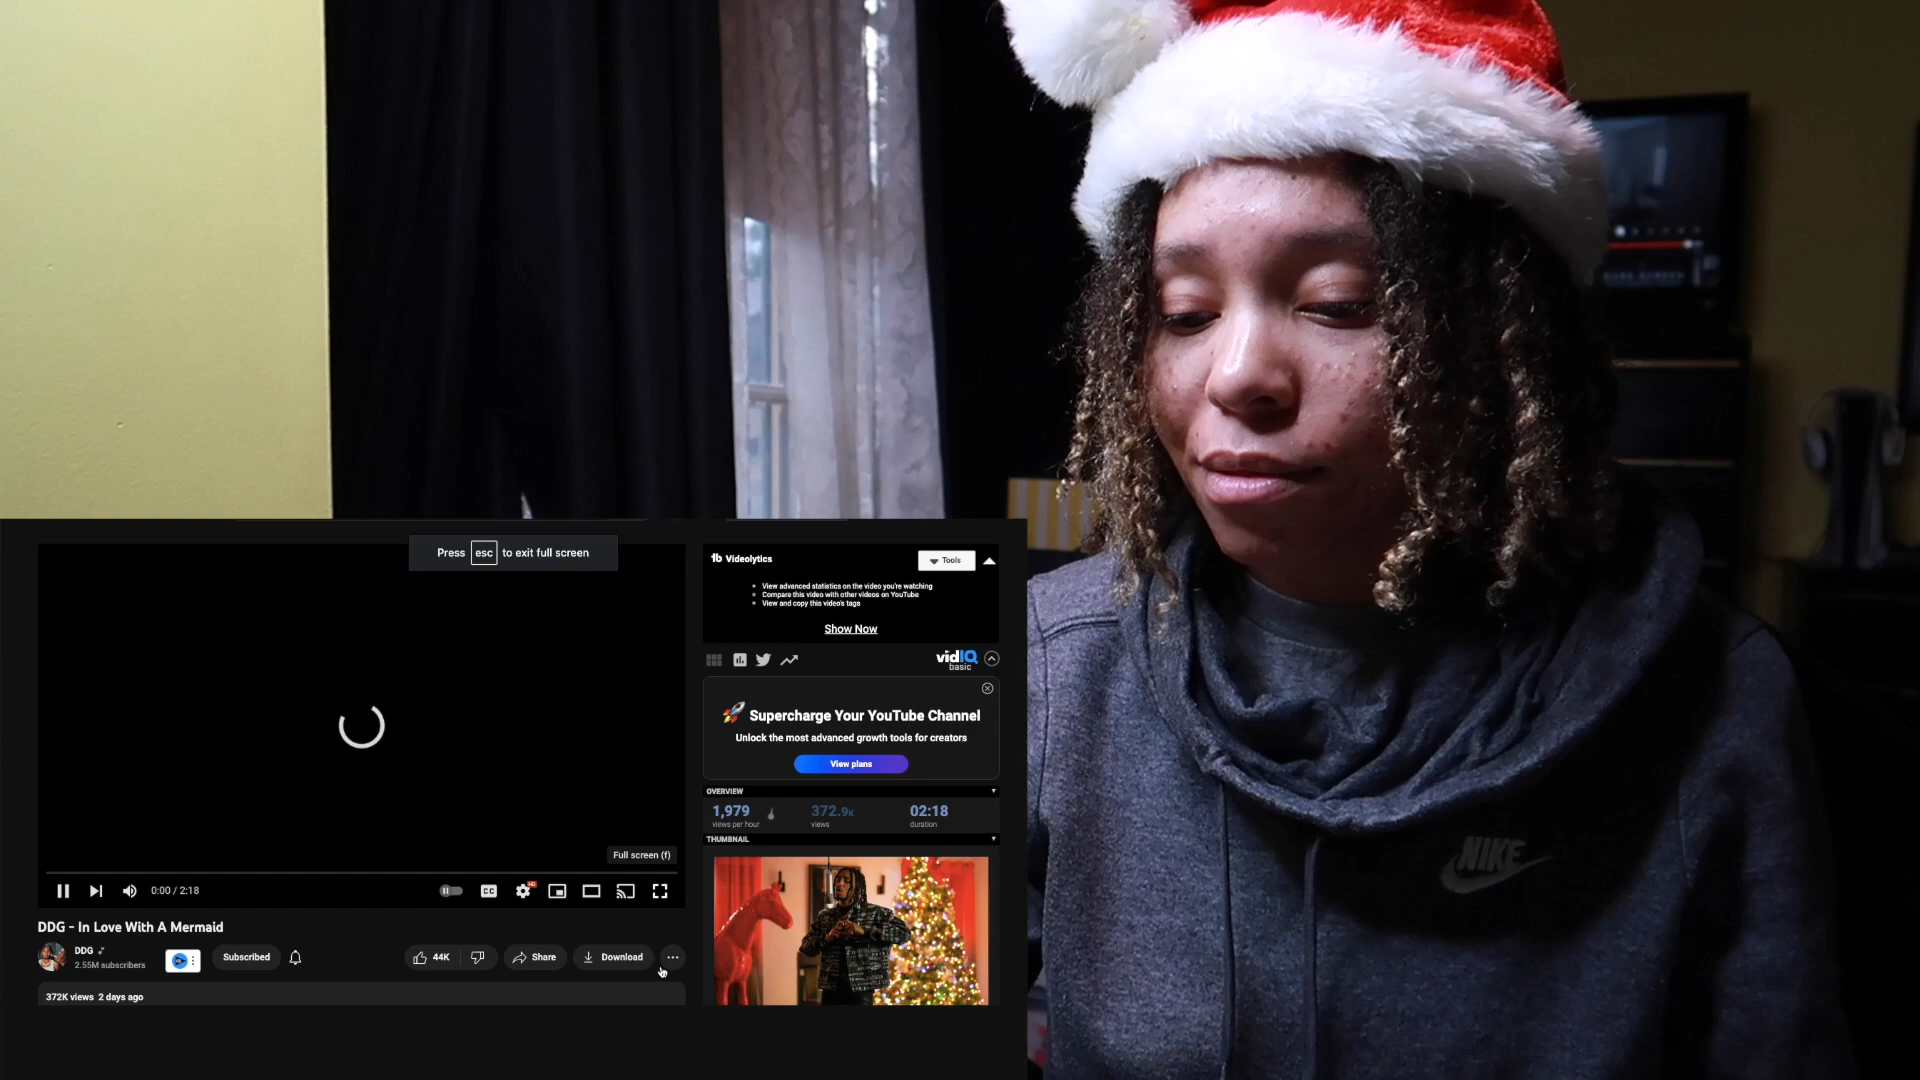 Press esc to exit full screen
Full screen (f)
0:00 / 2:18
CC
HD
DDG - In Love With A Mermaid
DDG
2.55M subscribers
Subscribed
44K
Share
Download
372K views 2 days ago
tb Videolytics
Tools
View advanced statistics on the video you're watching
Compare this video with other videos on YouTube
View and copy this video's tags
Show Now
vidIQ
basic
Supercharge Your YouTube Channel
Unlock the most advanced growth tools for creators
View plans
OVERVIEW
1,979
views per hour
372.9K
views
02:18
duration
THUMBNAIL
NIKE